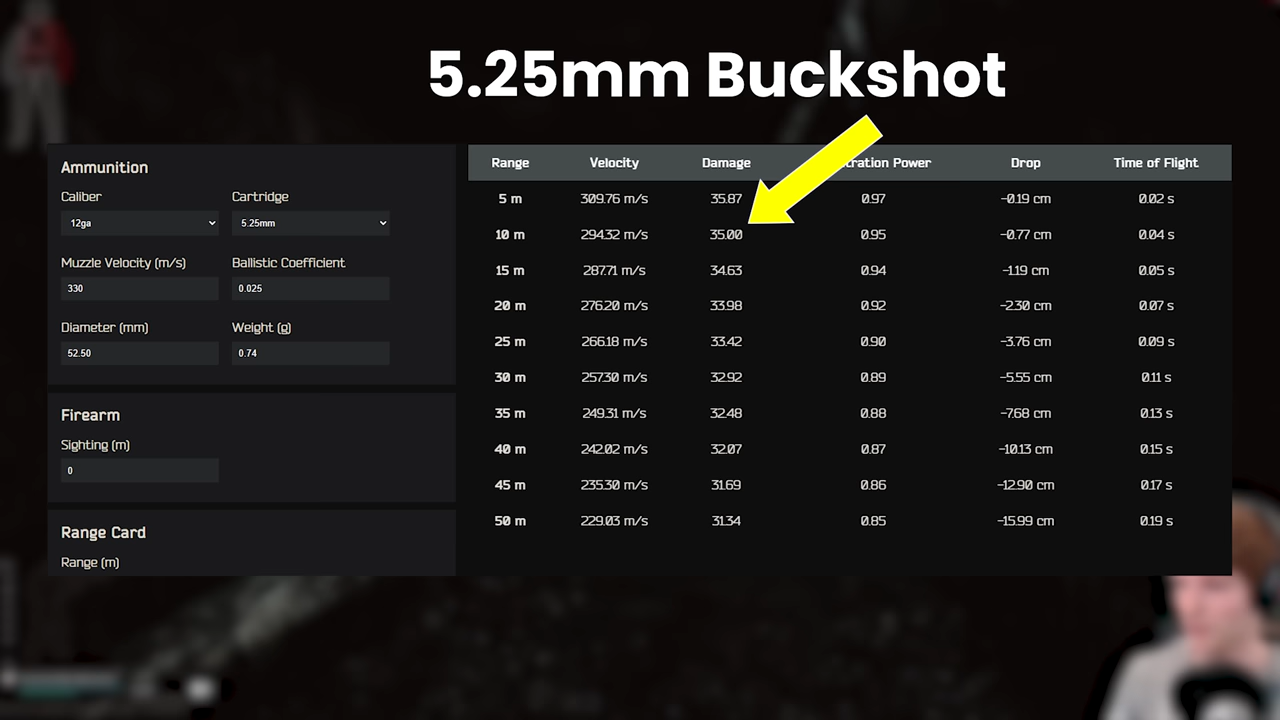 5.25mm Buckshot
Ammunition
Caliber Cartridge
12ga 5.25mm
Muzzle Velocity (m/s) Ballistic Coefficient
330 0.025
Diameter (mm) Weight (g)
52.50 0.74
Firearm
Sighting (m)
0
Range Card
Range (m)
Range Velocity Damage tration Power Drop Time of Flight
5 m 309.76 m/s 35.87 0.97 -0.19 cm 0.02 s
10 m 294.32 m/s 35.00 0.95 -0.77 cm 0.04 s
15 m 287.71 m/s 34.63 0.94 -1.19 cm 0.05 s
20 m 276.20 m/s 33.98 0.92 -2.30 cm 0.07 s
25 m 266.18 m/s 33.42 0.90 -3.76 cm 0.09 s
30 m 257.30 m/s 32.92 0.89 -5.55 cm 0.11 s
35 m 249.31 m/s 32.48 0.88 -7.68 cm 0.13 s
40 m 242.02 m/s 32.07 0.87 -10.13 cm 0.15 s
45 m 235.30 m/s 31.69 0.86 -12.90 cm 0.17 s
50 m 229.03 m/s 31.34 0.85 -15.99 cm 0.19 s